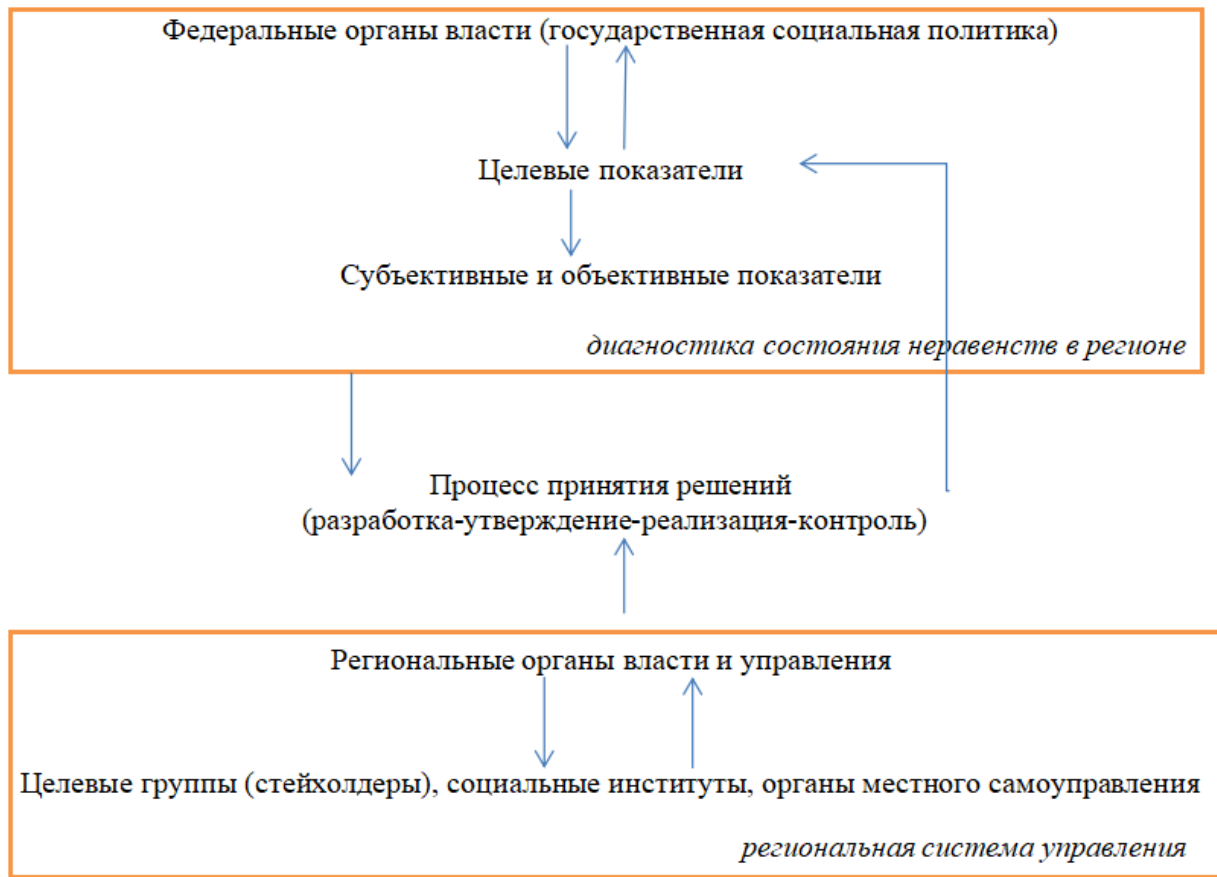 Федеральные органы власти (государственная социальная политика)
Целевые показатели
Субъективные и объективные показатели
диагностика состояния неравенств в регионе
Процесс принятия решений
(разработка-утверждение-реализация-контроль)
Региональные органы власти и управления
Целевые группы (стейхолдеры), социальные институты, органы местного самоуправления
региональная система управления